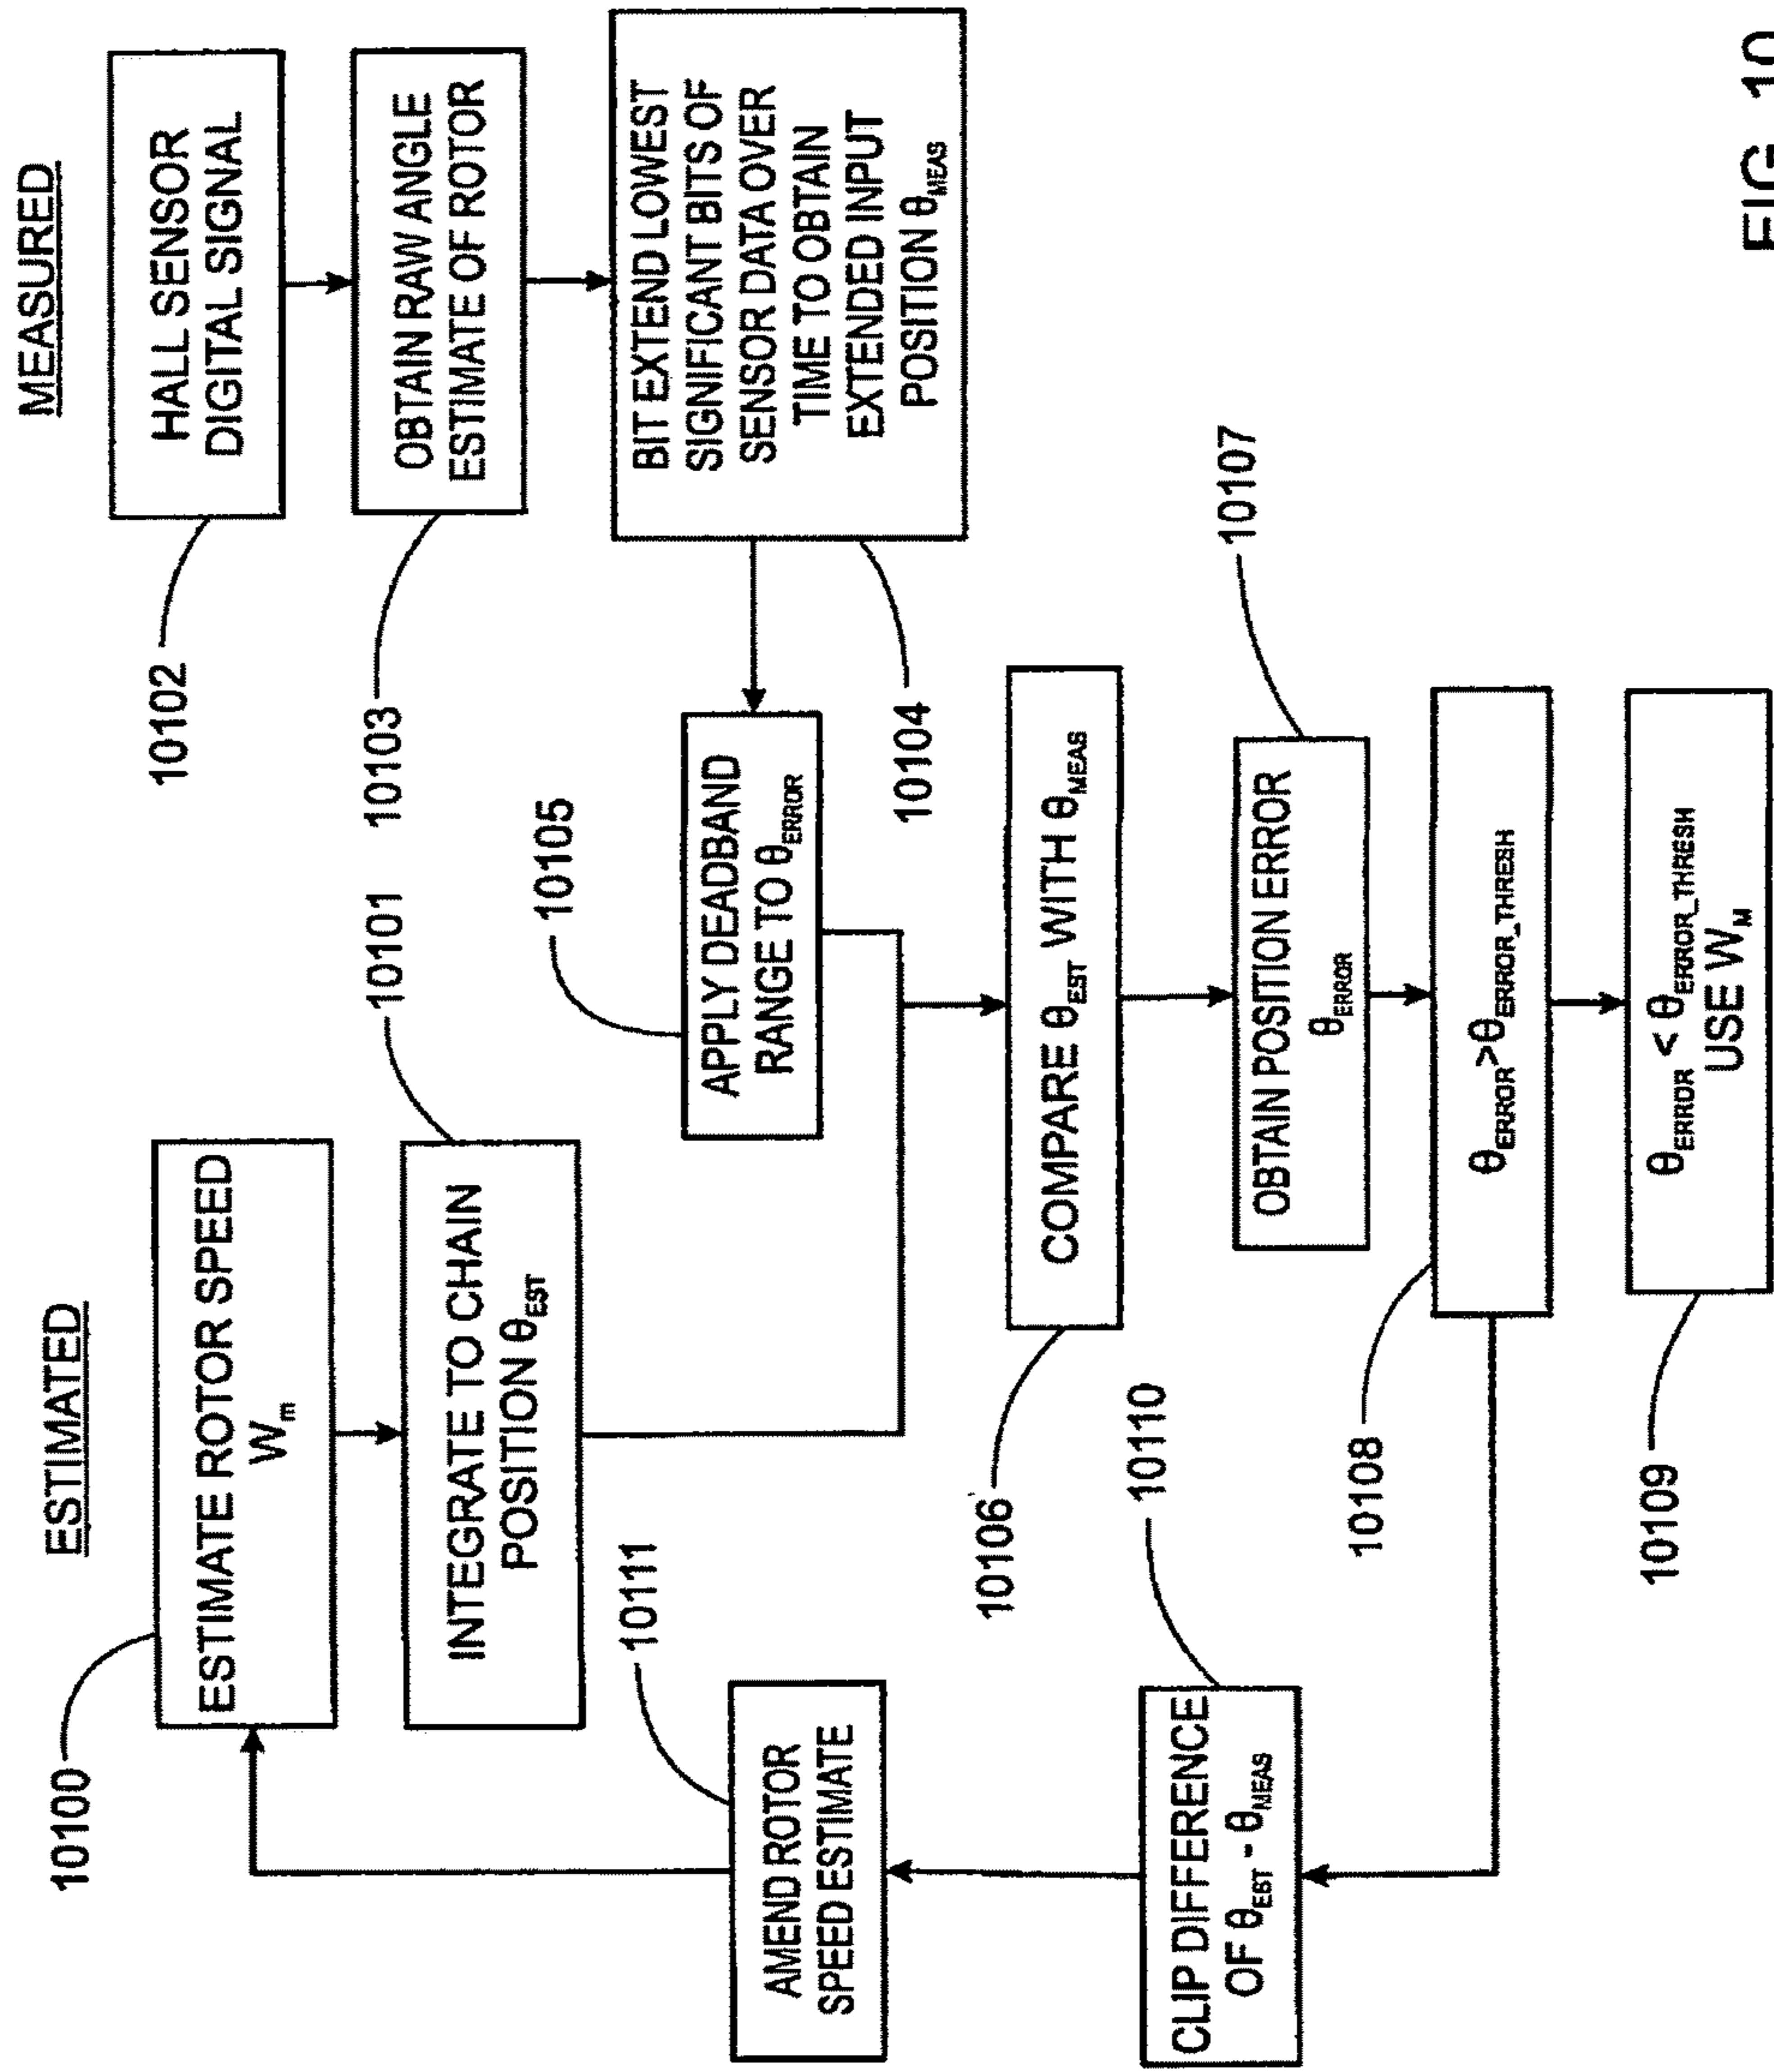 ESTIMATED
MEASURED
10100
ESTIMATE ROTOR SPEED
Wm
10101
INTEGRATE TO CHAIN
POSITION θEST
10102
HALL SENSOR
DIGITAL SIGNAL
10103
OBTAIN RAW ANGLE
ESTIMATE OF ROTOR
BIT EXTEND LOWEST
SIGNIFICANT BITS OF
SENSOR DATA OVER
TIME TO OBTAIN
EXTENDED INPUT
POSITION θMEAS
10104
10105
APPLY DEADBAND
RANGE TO θERROR
10111
AMEND ROTOR
SPEED ESTIMATE
10106
COMPARE θEST WITH θMEAS
10107
OBTAIN POSITION ERROR
θERROR
10110
CLIP DIFFERENCE
OF θEST - θMEAS
10108
θERROR>θERROR_THRESH
10109
θERROR < θERROR_THRESH
USE WM
FIG. 10